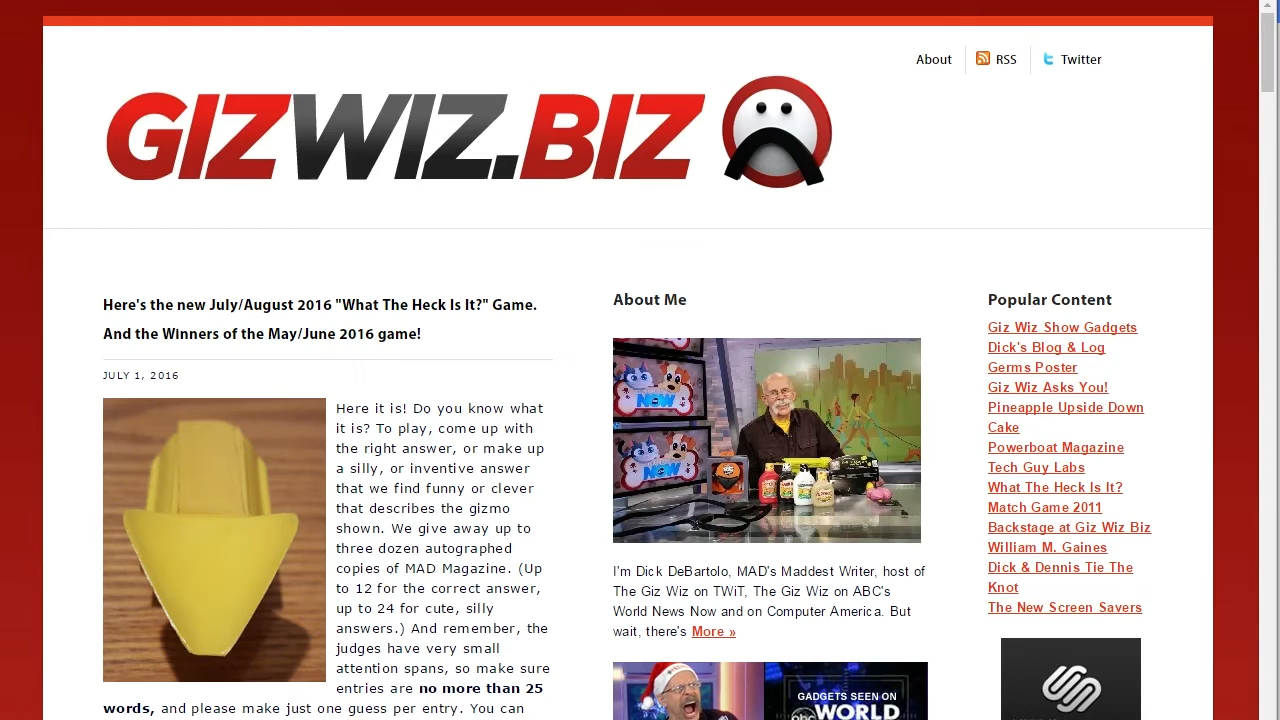 About
RSS
Twitter
GIZWIZ.BIZ
Here's the new July/August 2016 "What The Heck Is It?" Game.
And the Winners of the May/June 2016 game!
JULY 1, 2016
Here it is! Do you know what
it is? To play, come up with
the right answer, or make up
a silly, or inventive answer
that we find funny or clever
that describes the gizmo
shown. We give away up to
three dozen autographed
copies of MAD Magazine. (Up
to 12 for the correct answer,
up to 24 for cute, silly
answers.) And remember, the
judges have very small
attention spans, so make sure
entries are no more than 25
words, and please make just one guess per entry. You can
About Me
NOW
NOW
I'm Dick DeBartolo, MAD's Maddest Writer, host of
The Giz Wiz on TWiT, The Giz Wiz on ABC's
World News Now and on Computer America. But
wait, there's More »
GADGETS SEEN ON
abc WORLD
Popular Content
Giz Wiz Show Gadgets
Dick's Blog & Log
Germs Poster
Giz Wiz Asks You!
Pineapple Upside Down
Cake
Powerboat Magazine
Tech Guy Labs
What The Heck Is It?
Match Game 2011
Backstage at Giz Wiz Biz
William M. Gaines
Dick & Dennis Tie The
Knot
The New Screen Savers